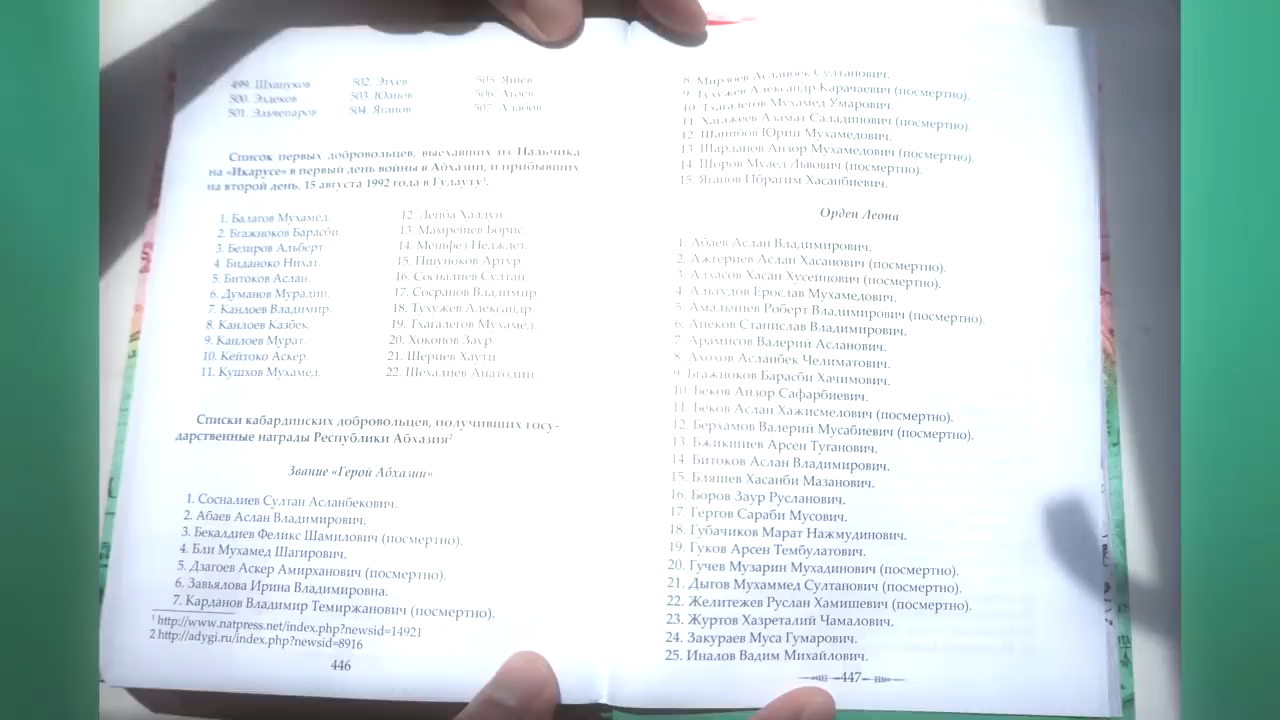 499. Шхануков
500. Эздеков
501. Эльчепаров
502. Этуев
503. Юанов
504. Яганов
505. Яшев
506. Агоев
507. Алабов
Список первых добровольцев, выехавших из Нальчика
на «Икарусе» в первый день войны в Абхазии, и прибывших
на второй день, 15 августа 1992 года в Гудауту¹.
1. Балагов Мухамед.
2. Бгажноков Барасби.
3. Безиров Альберт.
4. Биданоко Нихат.
5. Битоков Аслан.
6. Думанов Мурадин.
7. Канлоев Владимир.
8. Канлоев Казбек.
9. Канлоев Мурат.
10. Кейтоко Аскер.
11. Кушхов Мухамед.
12. Лепба Халдун.
13. Мамрешев Борис.
14. Мешфез Недждет.
15. Пшуноков Артур.
16. Сосналиев Султан.
17. Сосранов Владимир.
18. Тухужев Александр.
19. Тхагалегов Мухамед.
20. Хоконов Заур.
21. Шериев Хаути
22. Шехалиев Анатолий.
Списки кабардинских добровольцев, получивших госу-
дарственные награды Республики Абхазия²
Звание «Герой Абхазии»
1. Сосналиев Султан Асланбекович.
2. Абаев Аслан Владимирович.
3. Бекалдиев Феликс Шамилович (посмертно).
4. Бли Мухамед Шагирович.
5. Дзагоев Аскер Амирханович (посмертно).
6. Завьялова Ирина Владимировна.
7. Карданов Владимир Темиржанович (посмертно).
¹ http://www.natpress.net/index.php?newsid=14921
2 http://adygi.ru/index.php?newsid=8916
446
8. Мирзоев Асланбек Султанович.
9. Тухужев Александр Карачаевич (посмертно).
10. Тхагалегов Мухамед Умарович.
11. Хагажеев Азамат Саладинович (посмертно).
12. Шанибов Юрий Мухамедович.
13. Шарданов Анзор Мухамедович (посмертно).
14. Шоров Муаед Львович (посмертно).
15. Яганов Ибрагим Хасанбиевич.
Орден Леона
1. Абаев Аслан Владимирович.
2. Ажгериев Аслан Хасанович (посмертно).
3. Алхасов Хасан Хусеинович (посмертно).
4. Альтудов Ерослав Мухамедович.
5. Амальчиев Роберт Владимирович (посмертно).
6. Апеков Станислав Владимирович.
7. Арамисов Валерий Асланович.
8. Ахохов Асланбек Челиматович.
9. Бгажноков Барасби Хачимович.
10. Беков Анзор Сафарбиевич.
11. Беков Аслан Хажисмелович (посмертно).
12. Берхамов Валерий Мусабиевич (посмертно).
13. Бжикшиев Арсен Туганович.
14. Битоков Аслан Владимирович.
15. Бляшев Хасанби Мазанович.
16. Боров Заур Русланович.
17. Гергов Сараби Мусович.
18. Губачиков Марат Нажмудинович.
19. Гуков Арсен Тембулатович.
20. Гучев Музарин Мухадинович (посмертно).
21. Дыгов Мухаммед Султанович (посмертно).
22. Желитежев Руслан Хамишевич (посмертно).
23. Журтов Хазреталий Чамалович.
24. Закураев Муса Гумарович.
25. Иналов Вадим Михайлович.
447